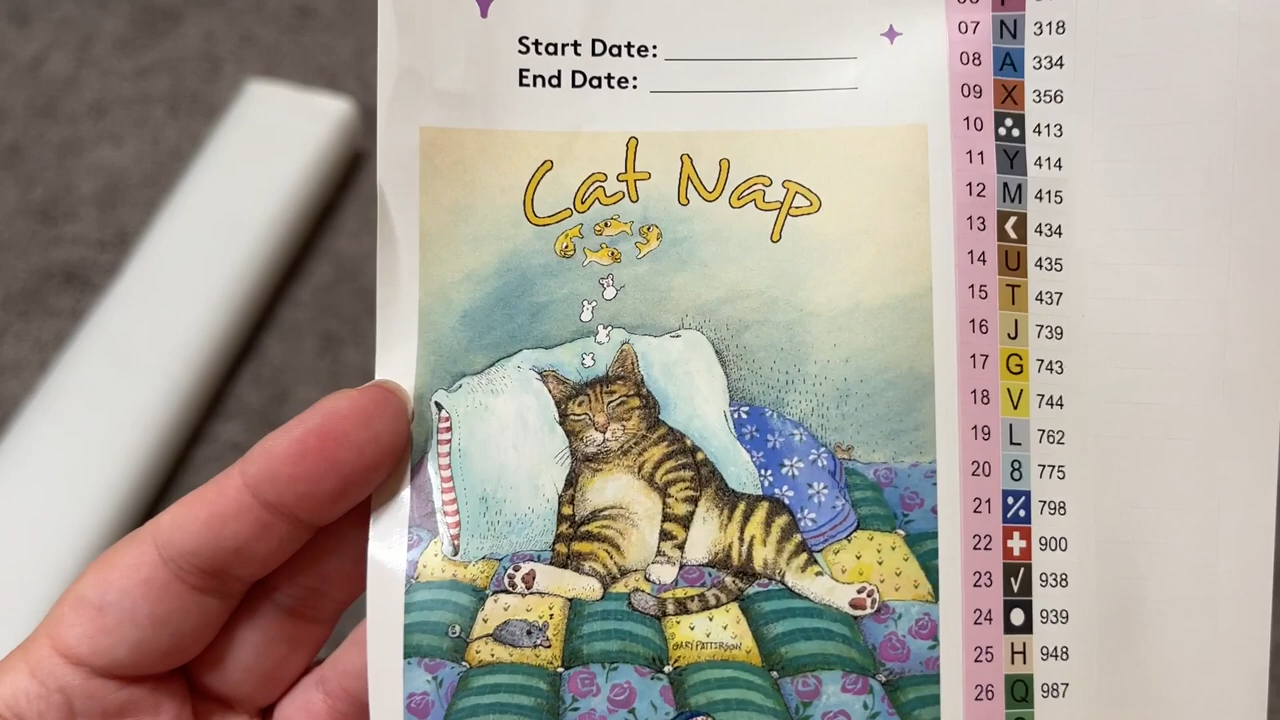 Start Date:
End Date:
Cat Nap
GARY PATTERSON
07 N 318
08 A 334
09 X 356
10 413
11 Y 414
12 M 415
13 434
14 U 435
15 T 437
16 J 739
17 G 743
18 V 744
19 L 762
20 8 775
21 % 798
22 + 900
23 √ 938
24 939
25 H 948
26 Q 987